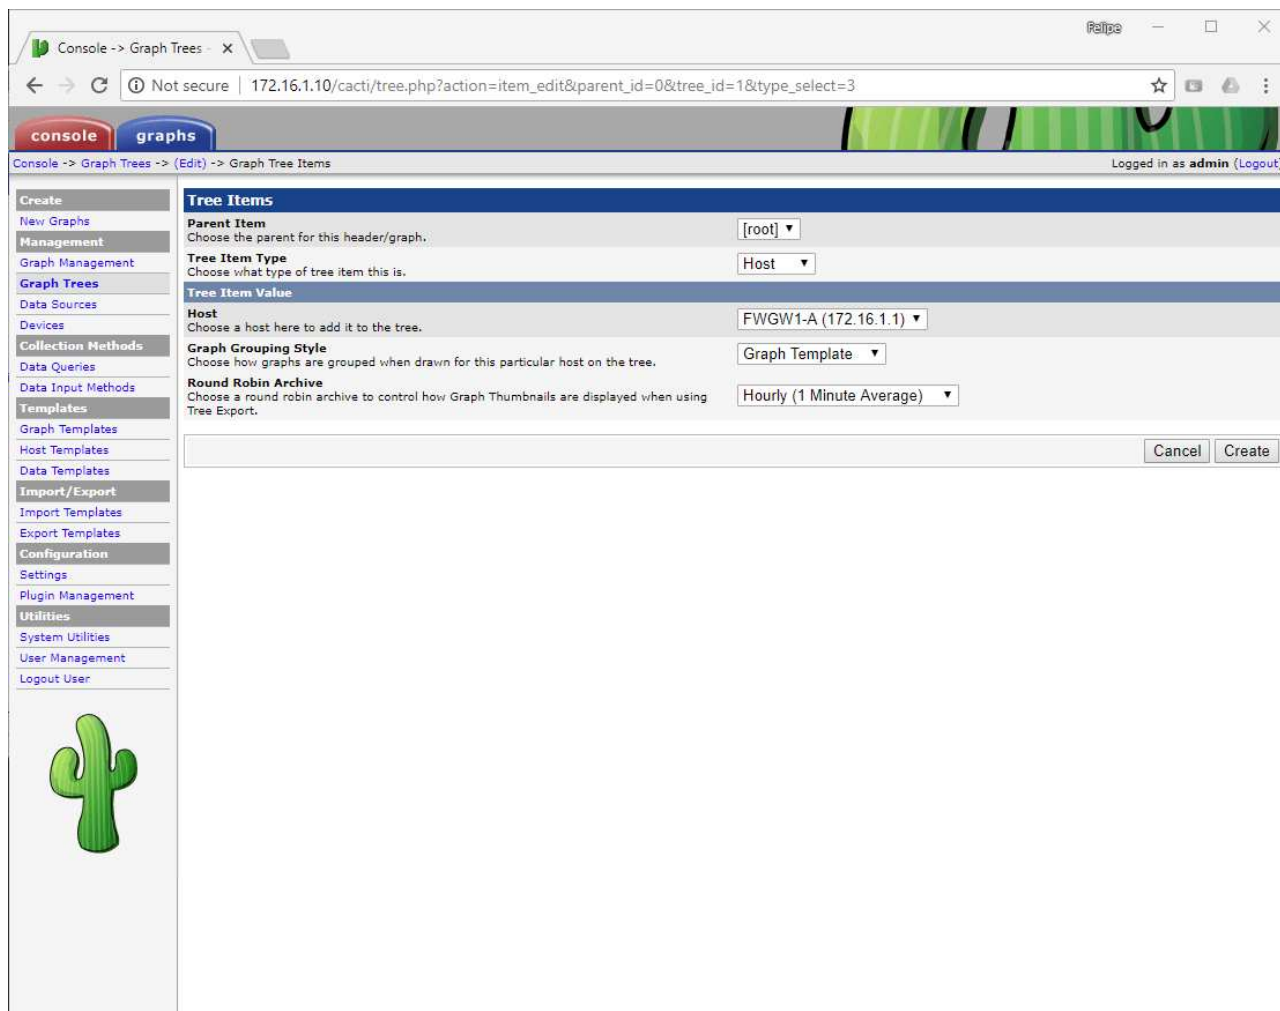 Felipe
Console -> Graph Trees -
Not secure | 172.16.1.10/cacti/tree.php?action=item_edit&parent_id=0&tree_id=1&type_select=3
console graphs
Console -> Graph Trees -> (Edit) -> Graph Tree Items
Logged in as admin (Logout)
Create
New Graphs
Management
Graph Management
Graph Trees
Data Sources
Devices
Collection Methods
Data Queries
Data Input Methods
Templates
Graph Templates
Host Templates
Data Templates
Import/Export
Import Templates
Export Templates
Configuration
Settings
Plugin Management
Utilities
System Utilities
User Management
Logout User
Tree Items
Parent Item
Choose the parent for this header/graph.
[root]
Tree Item Type
Choose what type of tree item this is.
Host
Tree Item Value
Host
Choose a host here to add it to the tree.
FWGW1-A (172.16.1.1)
Graph Grouping Style
Choose how graphs are grouped when drawn for this particular host on the tree.
Graph Template
Round Robin Archive
Choose a round robin archive to control how Graph Thumbnails are displayed when using
Tree Export.
Hourly (1 Minute Average)
Cancel Create